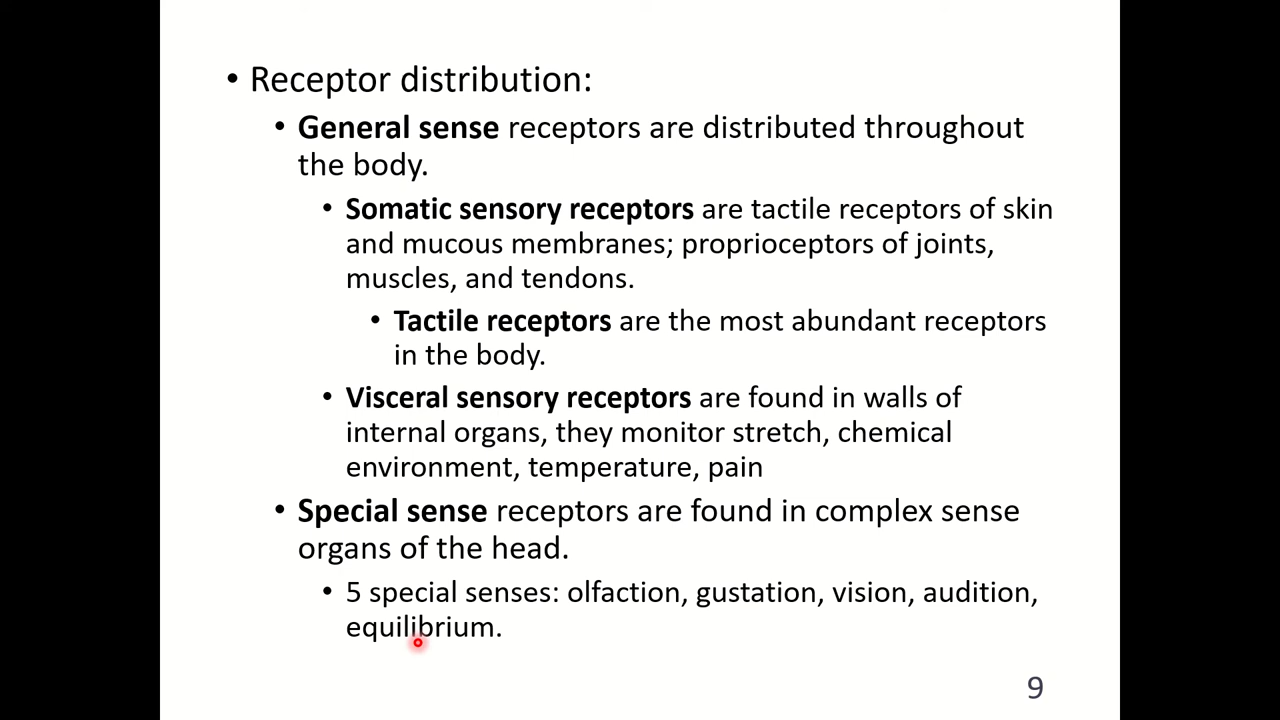 • Receptor distribution:
• General sense receptors are distributed throughout
the body.
• Somatic sensory receptors are tactile receptors of skin
and mucous membranes; proprioceptors of joints,
muscles, and tendons.
• Tactile receptors are the most abundant receptors
in the body.
• Visceral sensory receptors are found in walls of
internal organs, they monitor stretch, chemical
environment, temperature, pain
• Special sense receptors are found in complex sense
organs of the head.
• 5 special senses: olfaction, gustation, vision, audition,
equilibrium.
9